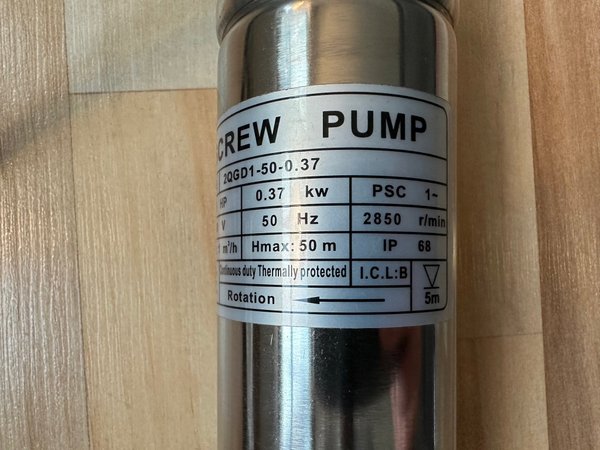 CREW PUMP
2QGD1-50-0.37
HP 0.37 kw PSC 1~
V 50 Hz 2850 r/min
m³/h Hmax: 50 m IP 68
Continuous duty Thermally protected I.C.L:B
5m
Rotation